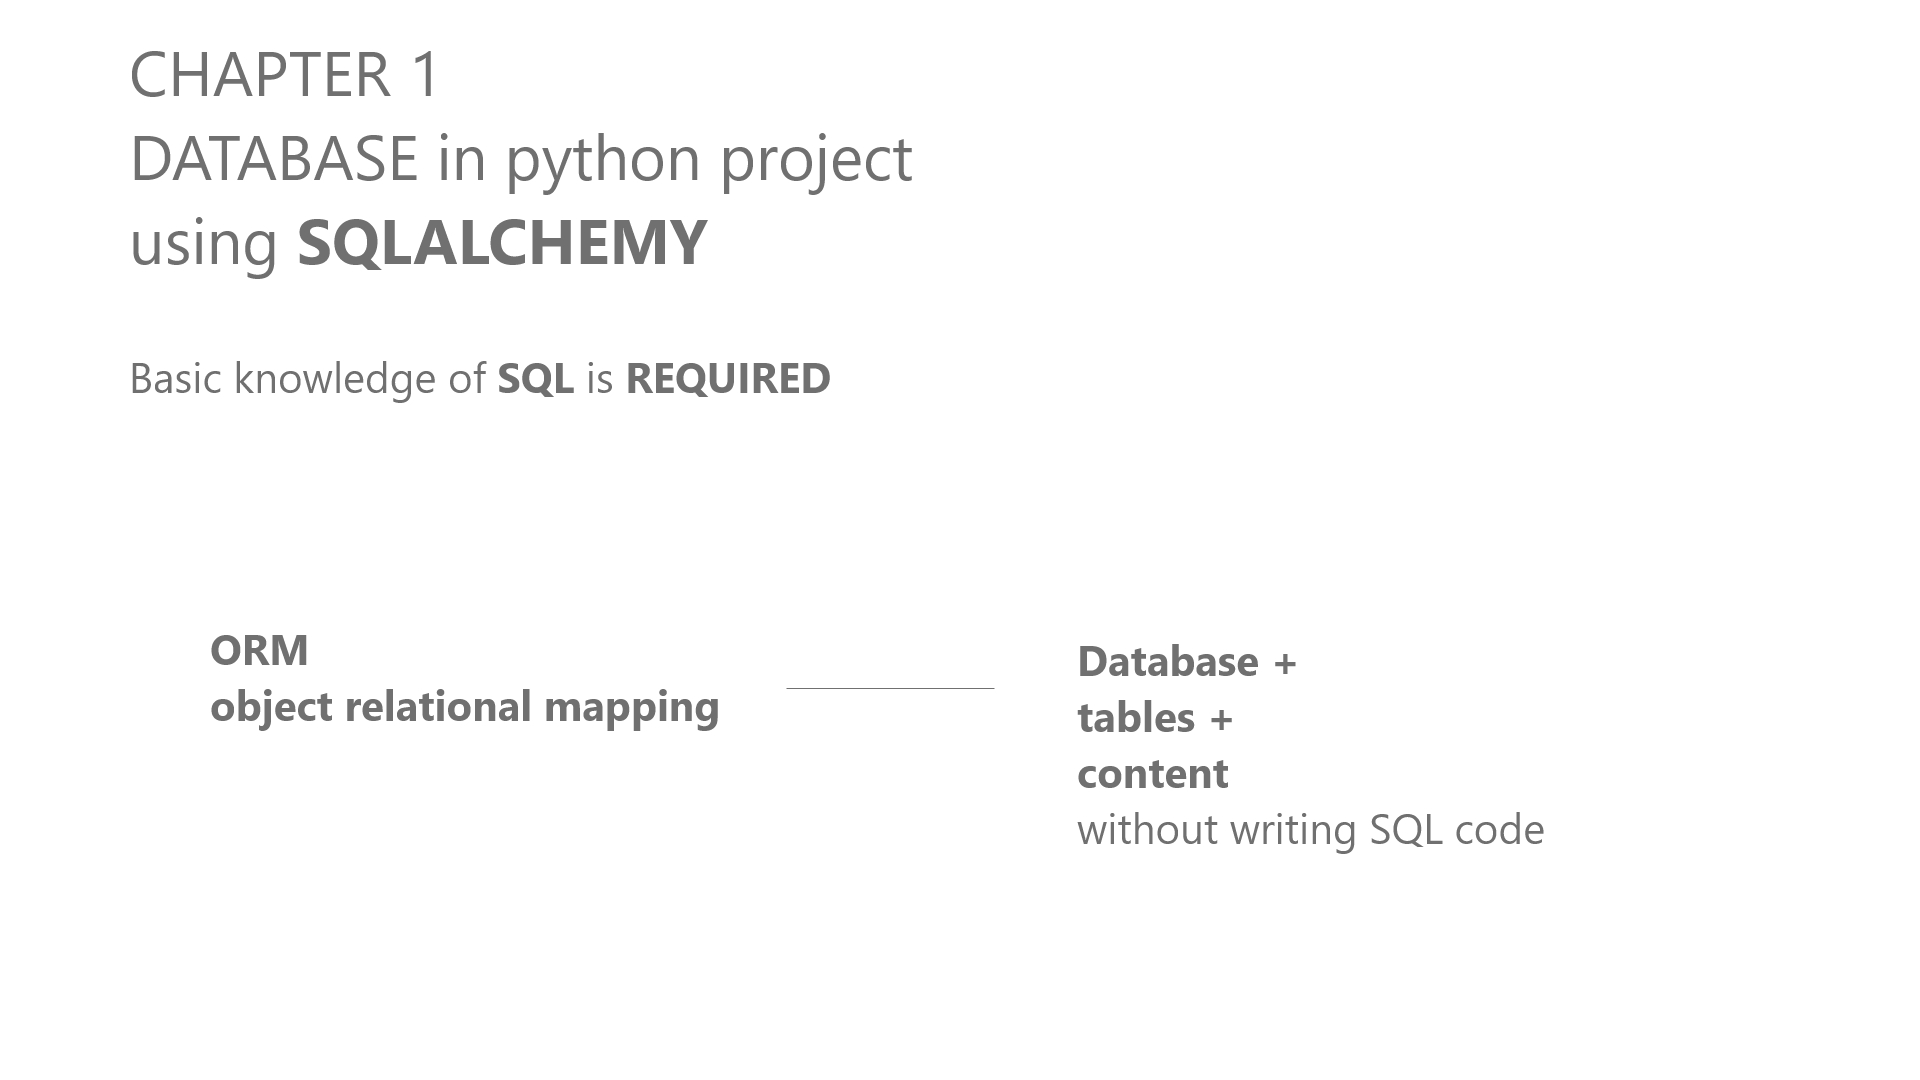 CHAPTER 1
DATABASE in python project
using SQLALCHEMY
Basic knowledge of SQL is REQUIRED
ORM
object relational mapping
Database +
tables +
content
without writing SQL code